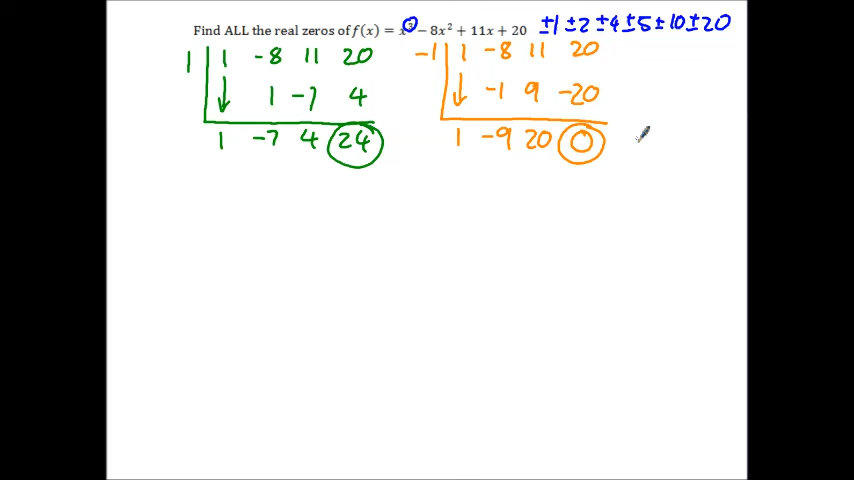 Find ALL the real zeros of f(x) = x³ − 8x² + 11x + 20 ±1 ±2 ±4 ±5 ±10 ±20
1 | 1 -8 11 20
↓ 1 -7 4
1 -7 4 24
-1 | 1 -8 11 20
↓ -1 9 -20
1 -9 20 0